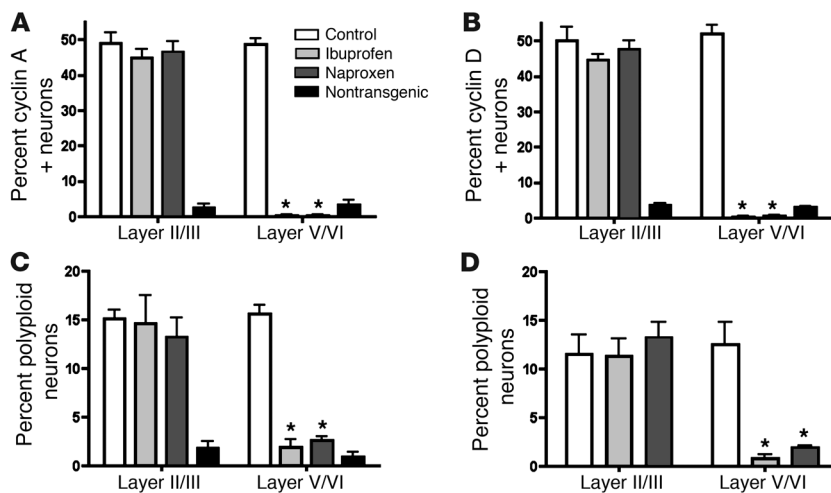 A
Percent cyclin A
+ neurons
50
40
30
20
10
0
* *
Layer II/III Layer V/VI
Control
Ibuprofen
Naproxen
Nontransgenic
B
Percent cyclin D
+ neurons
50
40
30
20
10
0
* *
Layer II/III Layer V/VI
C
Percent polyploid
neurons
20
15
10
5
0
* *
Layer II/III Layer V/VI
D
Percent polyploid
neurons
20
15
10
5
0
* *
Layer II/III Layer V/VI